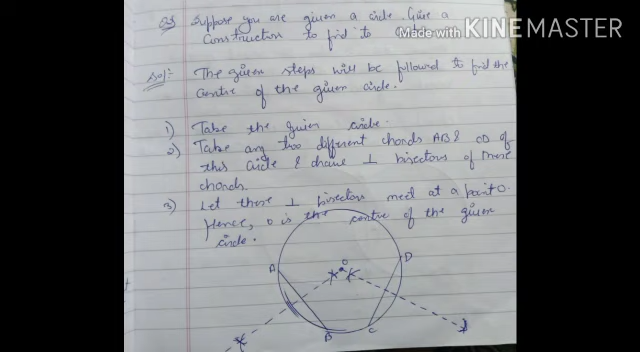 Q3 Suppose you are given a circle. Give a
Construction to find to
Made with KINEMASTER
Sol:- The given steps will be followed to find the
Centre of the given circle.
1) Take the given circle.
2) Take any two different chords AB & CD of
this circle & draw ⊥ bisectors of these
chords.
3) Let these ⊥ bisectors meet at a point O.
Hence, O is the centre of the given
circle.
O
A
D
B
C